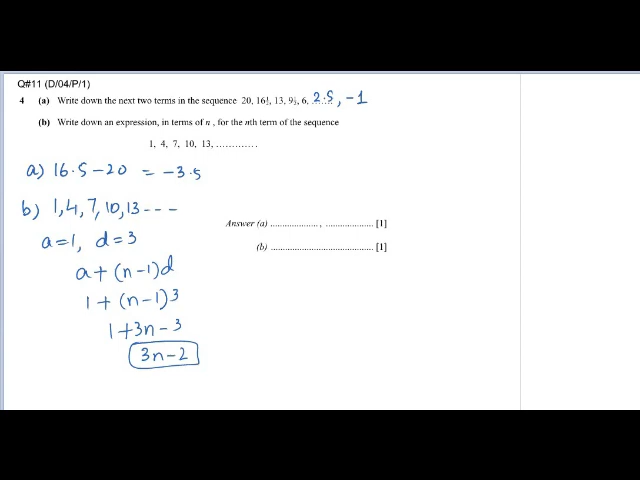 Q#11 (D/04/P/1)
4 (a) Write down the next two terms in the sequence 20, 16½, 13, 9½, 6, ...... 2.5, -1
(b) Write down an expression, in terms of n , for the nth term of the sequence
1, 4, 7, 10, 13, .............
a) 16.5 - 20 = -3.5
b) 1, 4, 7, 10, 13 - - -
Answer (a) ...................., .................... [1]
a = 1, d = 3
(b) .......................................... [1]
a + (n - 1)d
1 + (n - 1)3
1 + 3n - 3
3n - 2